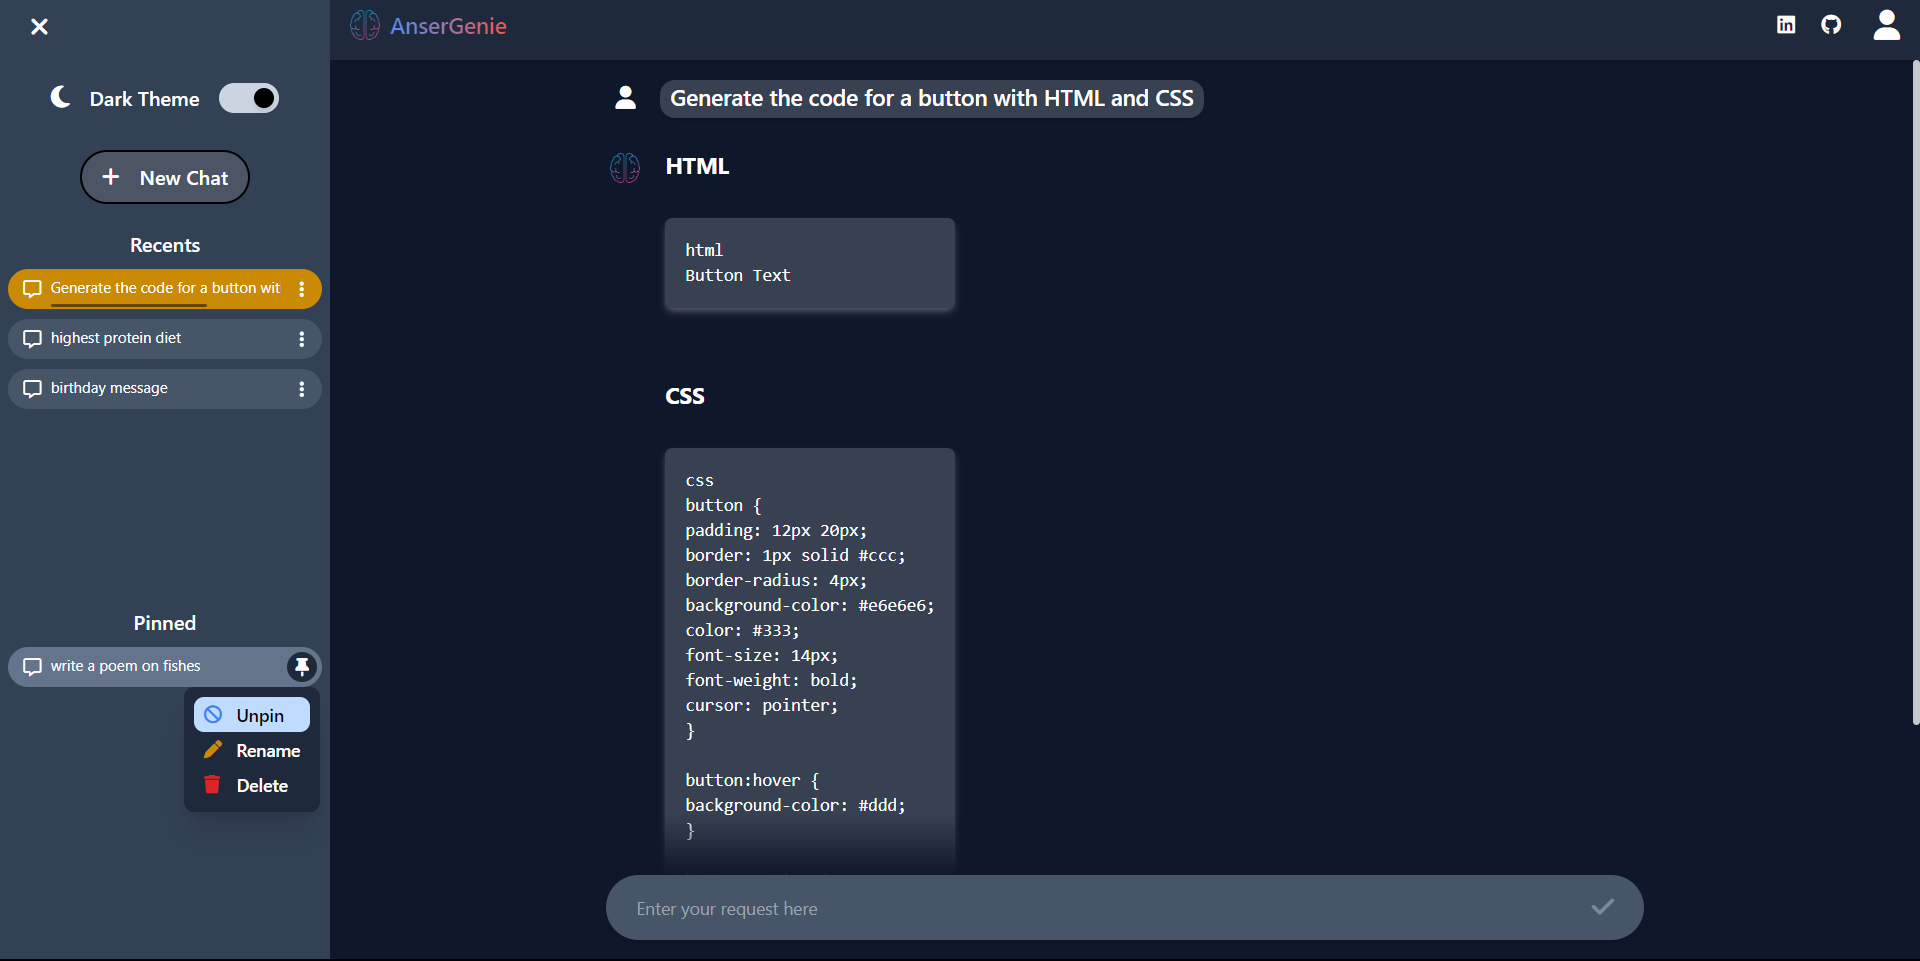 AnserGenie
Dark Theme
New Chat
Recents
Generate the code for a button wit
highest protein diet
birthday message
Pinned
write a poem on fishes
Unpin
Rename
Delete
Generate the code for a button with HTML and CSS
HTML
html
Button Text
CSS
css
button {
padding: 12px 20px;
border: 1px solid #ccc;
border-radius: 4px;
background-color: #e6e6e6;
color: #333;
font-size: 14px;
font-weight: bold;
cursor: pointer;
}
button:hover {
background-color: #ddd;
}
Enter your request here